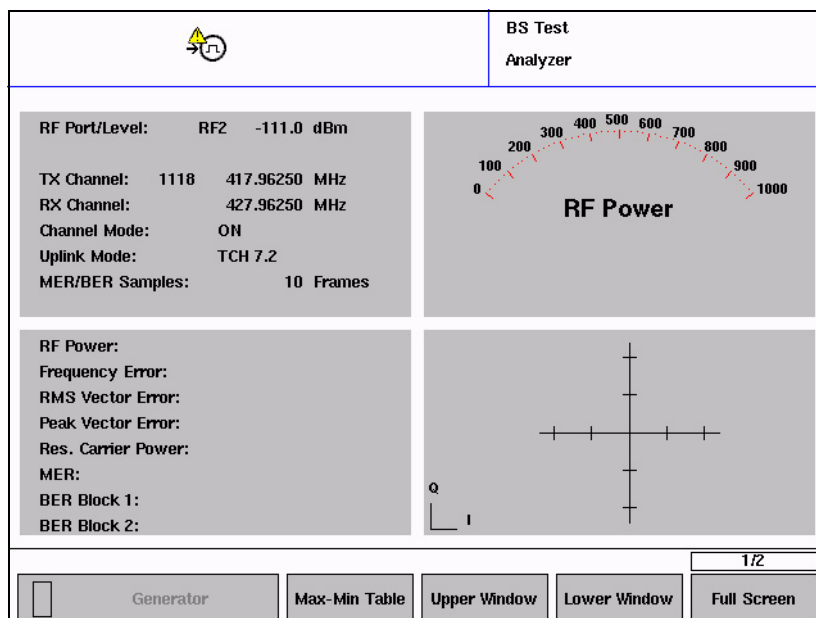 BS Test
Analyzer
RF Port/Level: RF2 -111.0 dBm
TX Channel: 1118 417.96250 MHz
RX Channel: 427.96250 MHz
Channel Mode: ON
Uplink Mode: TCH 7.2
MER/BER Samples: 10 Frames
0 100 200 300 400 500 600 700 800 900 1000
RF Power
RF Power:
Frequency Error:
RMS Vector Error:
Peak Vector Error:
Res. Carrier Power:
MER:
BER Block 1:
BER Block 2:
Q
I
1/2
Generator
Max-Min Table
Upper Window
Lower Window
Full Screen